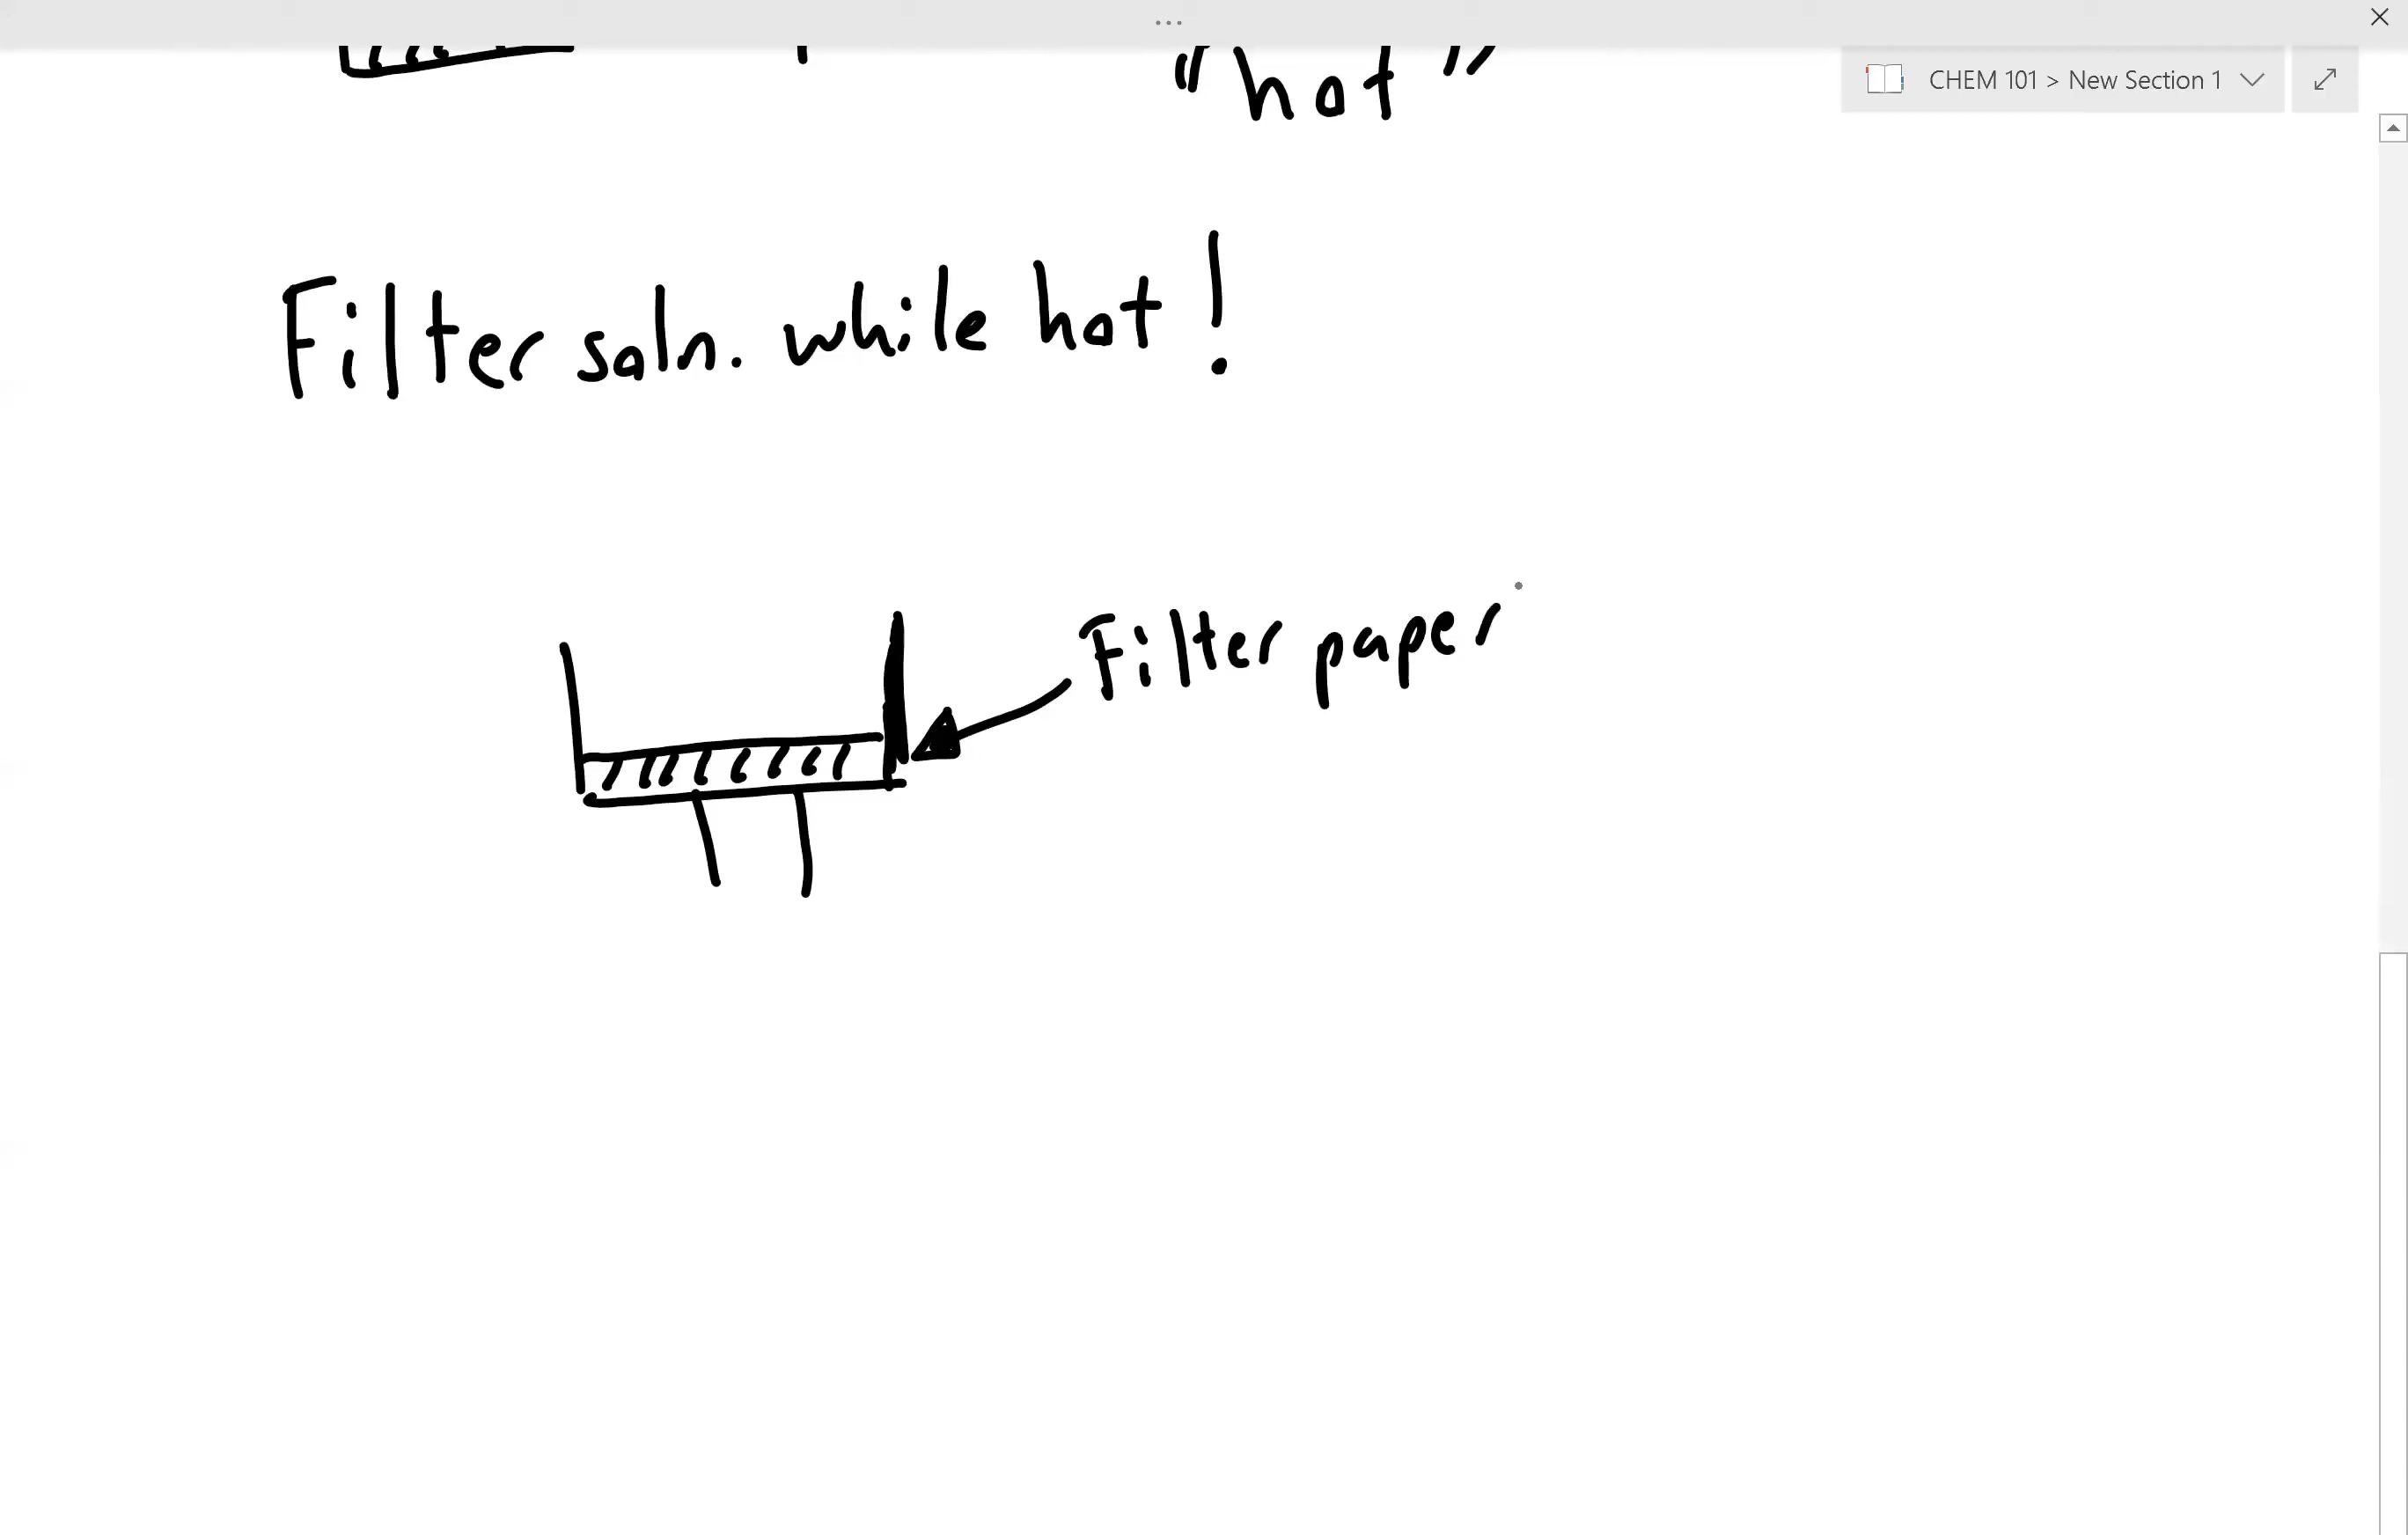 CHEM 101 > New Section 1
"hot"
Filter soln. while hot!
Filter paper